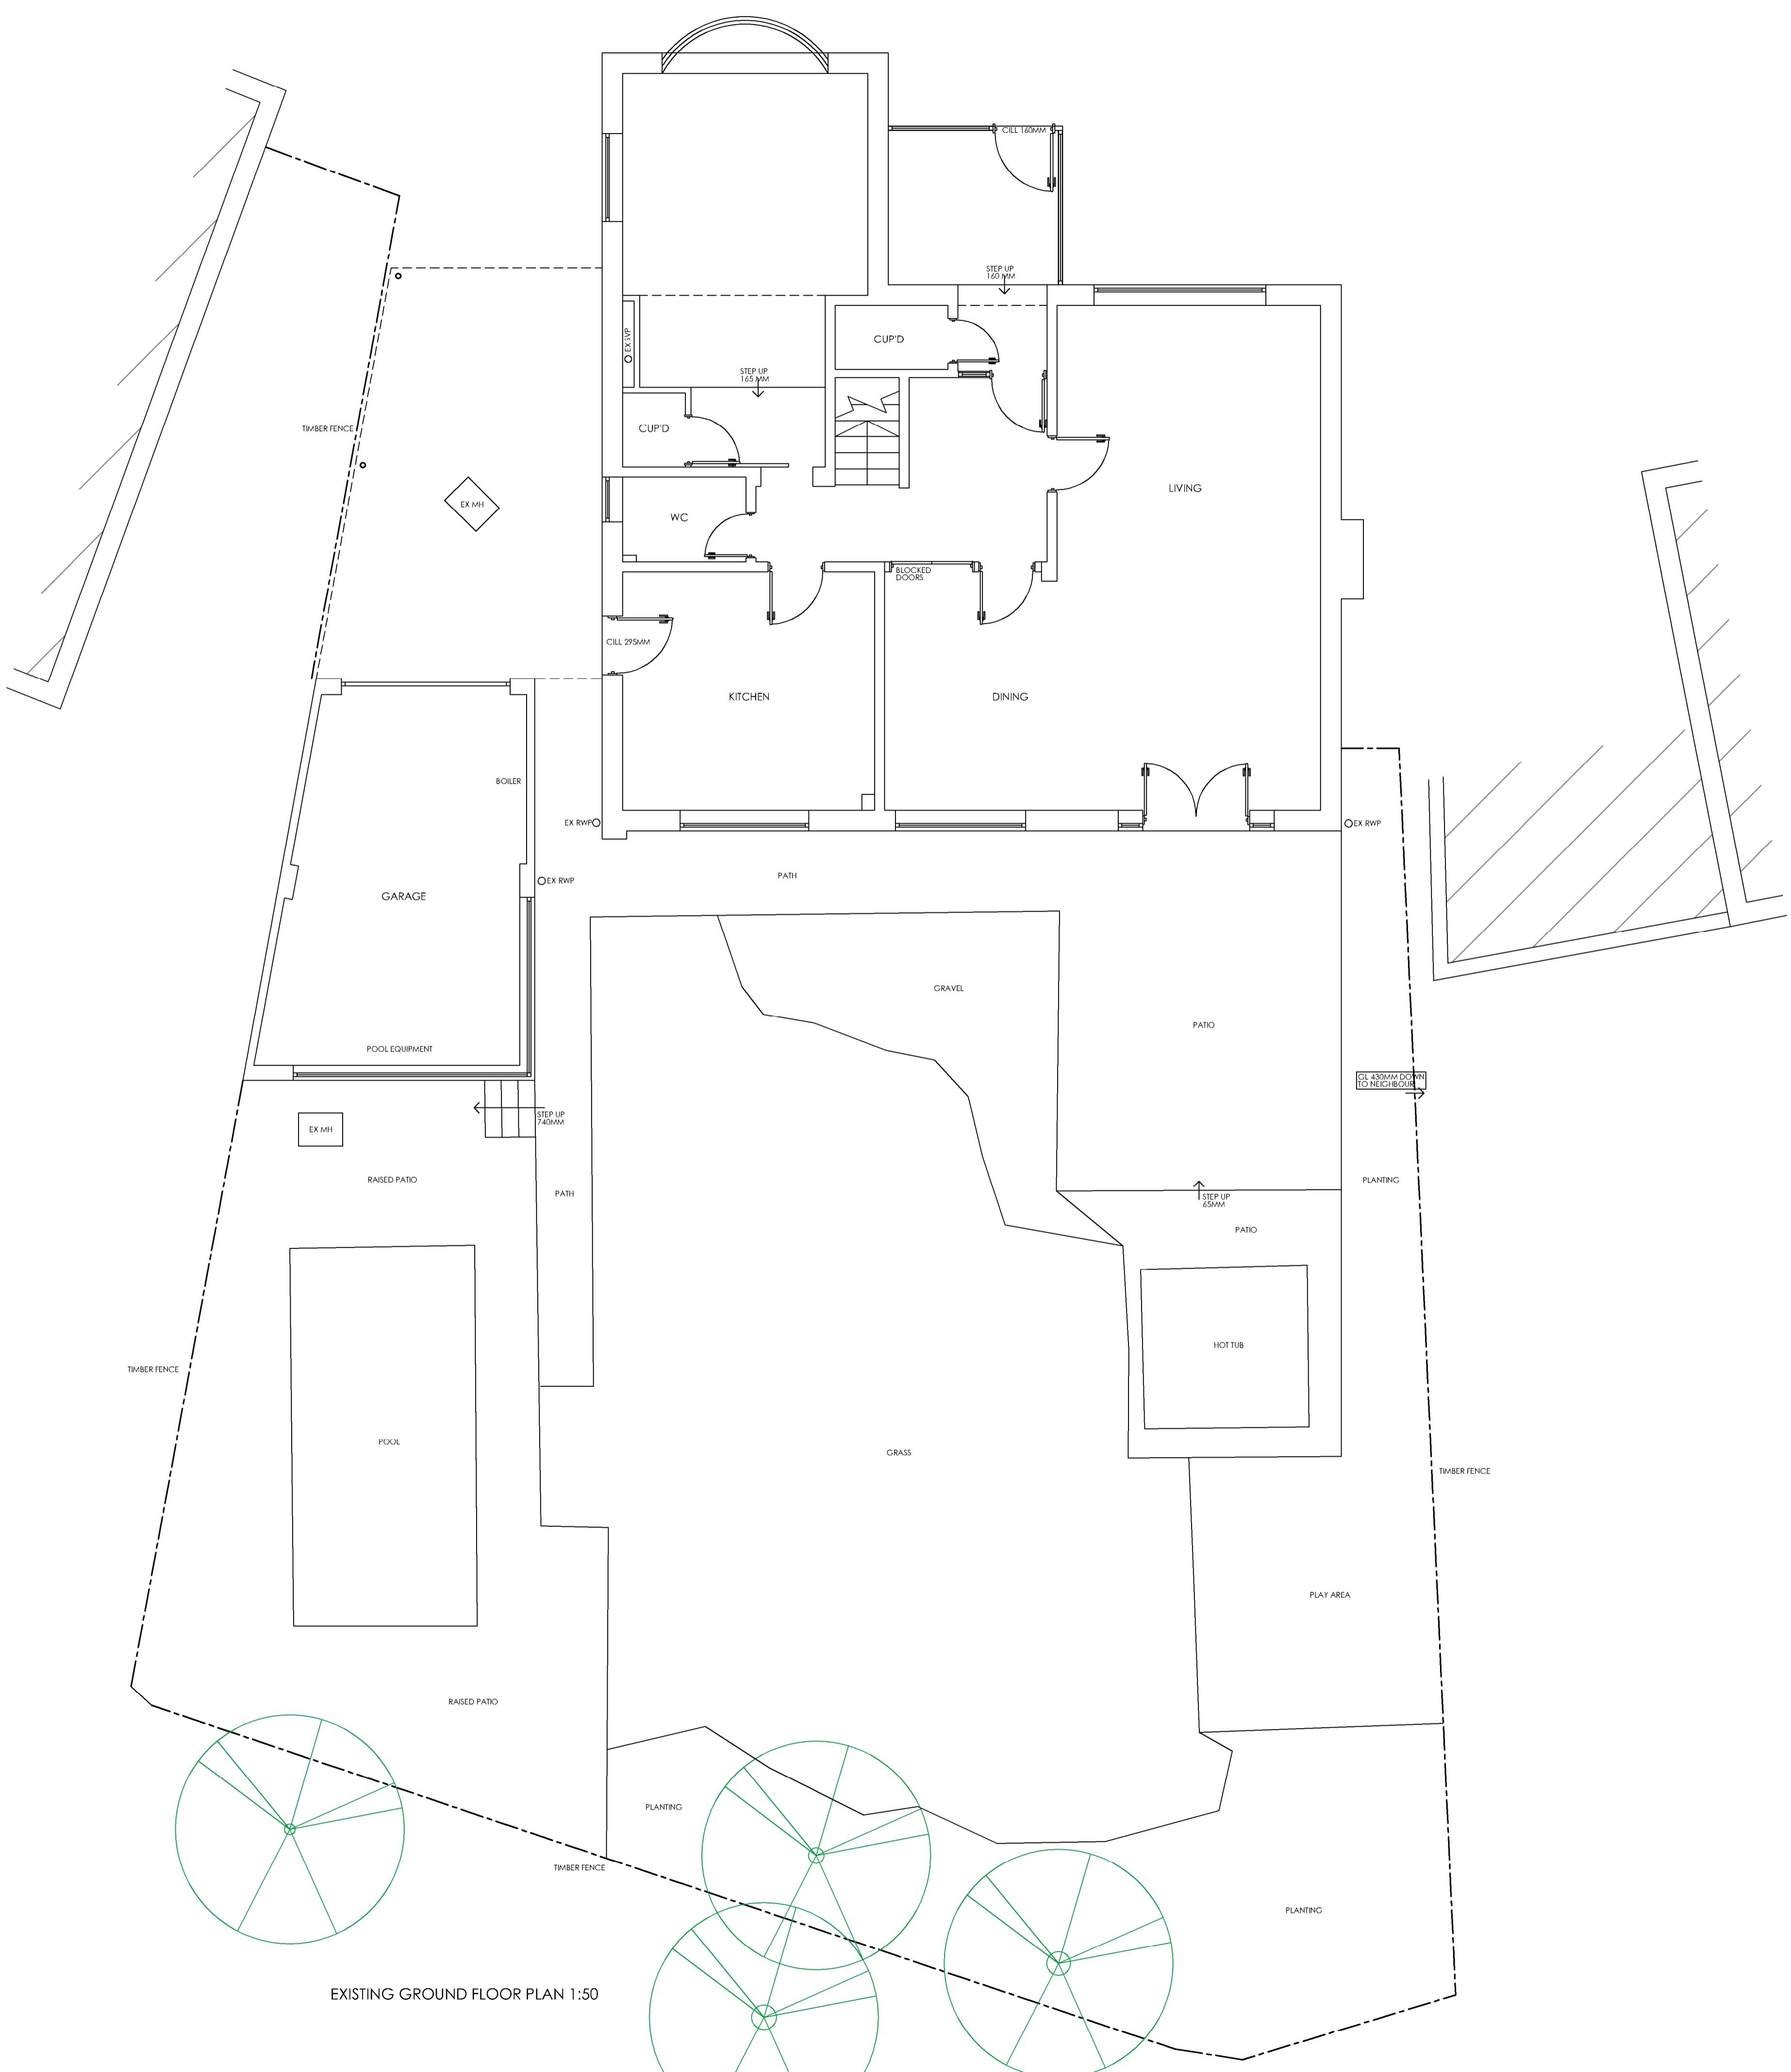 CILL 160MM
STEP UP
160 MM
EX SVP
CUP'D
STEP UP
165 MM
CUP'D
TIMBER FENCE
LIVING
EX MH
WC
BLOCKED
DOORS
CILL 295MM
KITCHEN
DINING
BOILER
EX RWP
EX RWP
PATH
EX RWP
GARAGE
GRAVEL
PATIO
POOL EQUIPMENT
GL 430MM DOWN
TO NEIGHBOUR
STEP UP
740MM
EX MH
RAISED PATIO
PATH
PLANTING
STEP UP
65MM
PATIO
HOT TUB
TIMBER FENCE
POOL
GRASS
TIMBER FENCE
PLAY AREA
RAISED PATIO
PLANTING
TIMBER FENCE
PLANTING
EXISTING GROUND FLOOR PLAN 1:50